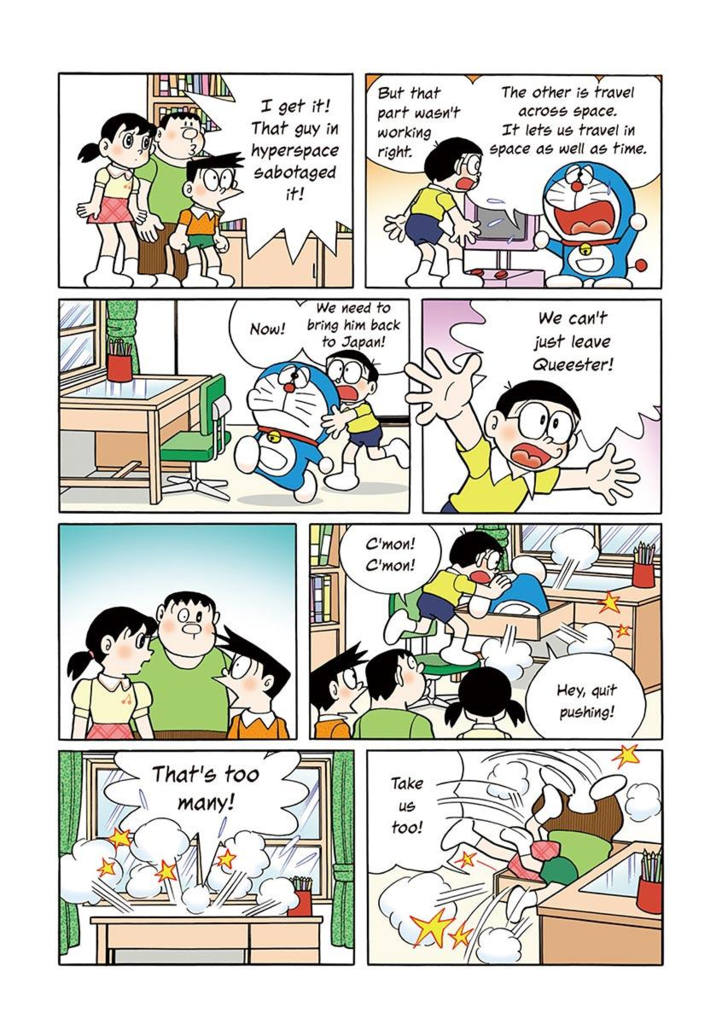 The other is travel
across space.
It lets us travel in
space as well as time.
But that
part wasn't
working
right.
I get it!
That guy in
hyperspace
sabotaged
it!
We can't
just leave
Queester!
We need to
bring him back
to Japan!
Now!
C'mon!
C'mon!
Hey, quit
pushing!
Take
us
too!
That's too
many!